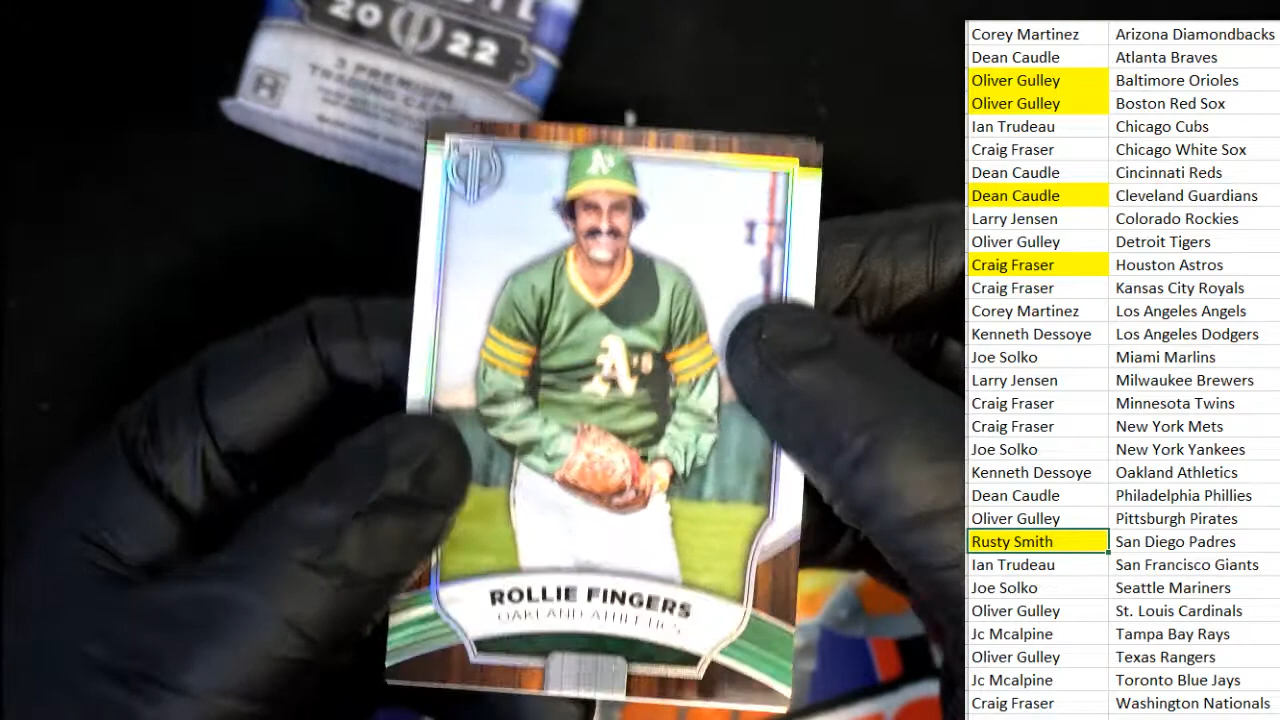 20 22
3 PREMIUM
TRADING CARDS
R
A's
A's
ROLLIE FINGERS
OAKLAND ATHLETICS
Corey Martinez Arizona Diamondbacks
Dean Caudle Atlanta Braves
Oliver Gulley Baltimore Orioles
Oliver Gulley Boston Red Sox
Ian Trudeau Chicago Cubs
Craig Fraser Chicago White Sox
Dean Caudle Cincinnati Reds
Dean Caudle Cleveland Guardians
Larry Jensen Colorado Rockies
Oliver Gulley Detroit Tigers
Craig Fraser Houston Astros
Craig Fraser Kansas City Royals
Corey Martinez Los Angeles Angels
Kenneth Dessoye Los Angeles Dodgers
Joe Solko Miami Marlins
Larry Jensen Milwaukee Brewers
Craig Fraser Minnesota Twins
Craig Fraser New York Mets
Joe Solko New York Yankees
Kenneth Dessoye Oakland Athletics
Dean Caudle Philadelphia Phillies
Oliver Gulley Pittsburgh Pirates
Rusty Smith San Diego Padres
Ian Trudeau San Francisco Giants
Joe Solko Seattle Mariners
Oliver Gulley St. Louis Cardinals
Jc Mcalpine Tampa Bay Rays
Oliver Gulley Texas Rangers
Jc Mcalpine Toronto Blue Jays
Craig Fraser Washington Nationals